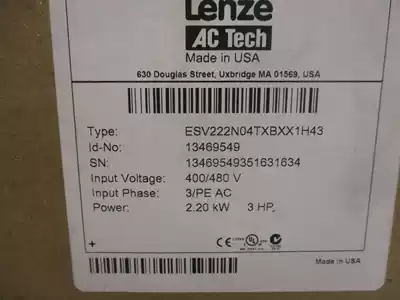 Lenze
AC Tech
Made in USA
630 Douglas Street, Uxbridge MA 01569, USA
Type: ESV222N04TXBXX1H43
Id-No: 13469549
SN: 13469549351631634
Input Voltage: 400/480 V
Input Phase: 3/PE AC
Power: 2.20 kW 3 HP,
+ CE UL Made in USA